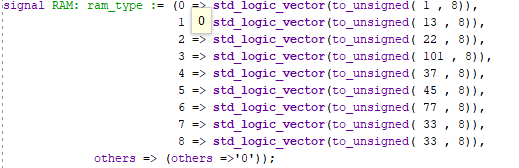 signal RAM: ram_type := (0 => std_logic_vector(to_unsigned( 1 , 8)),
1 0 std_logic_vector(to_unsigned( 13 , 8)),
2 => std_logic_vector(to_unsigned( 22 , 8)),
3 => std_logic_vector(to_unsigned( 101 , 8)),
4 => std_logic_vector(to_unsigned( 37 , 8)),
5 => std_logic_vector(to_unsigned( 45 , 8)),
6 => std_logic_vector(to_unsigned( 77 , 8)),
7 => std_logic_vector(to_unsigned( 33 , 8)),
8 => std_logic_vector(to_unsigned( 33 , 8)),
others => (others =>'0'));